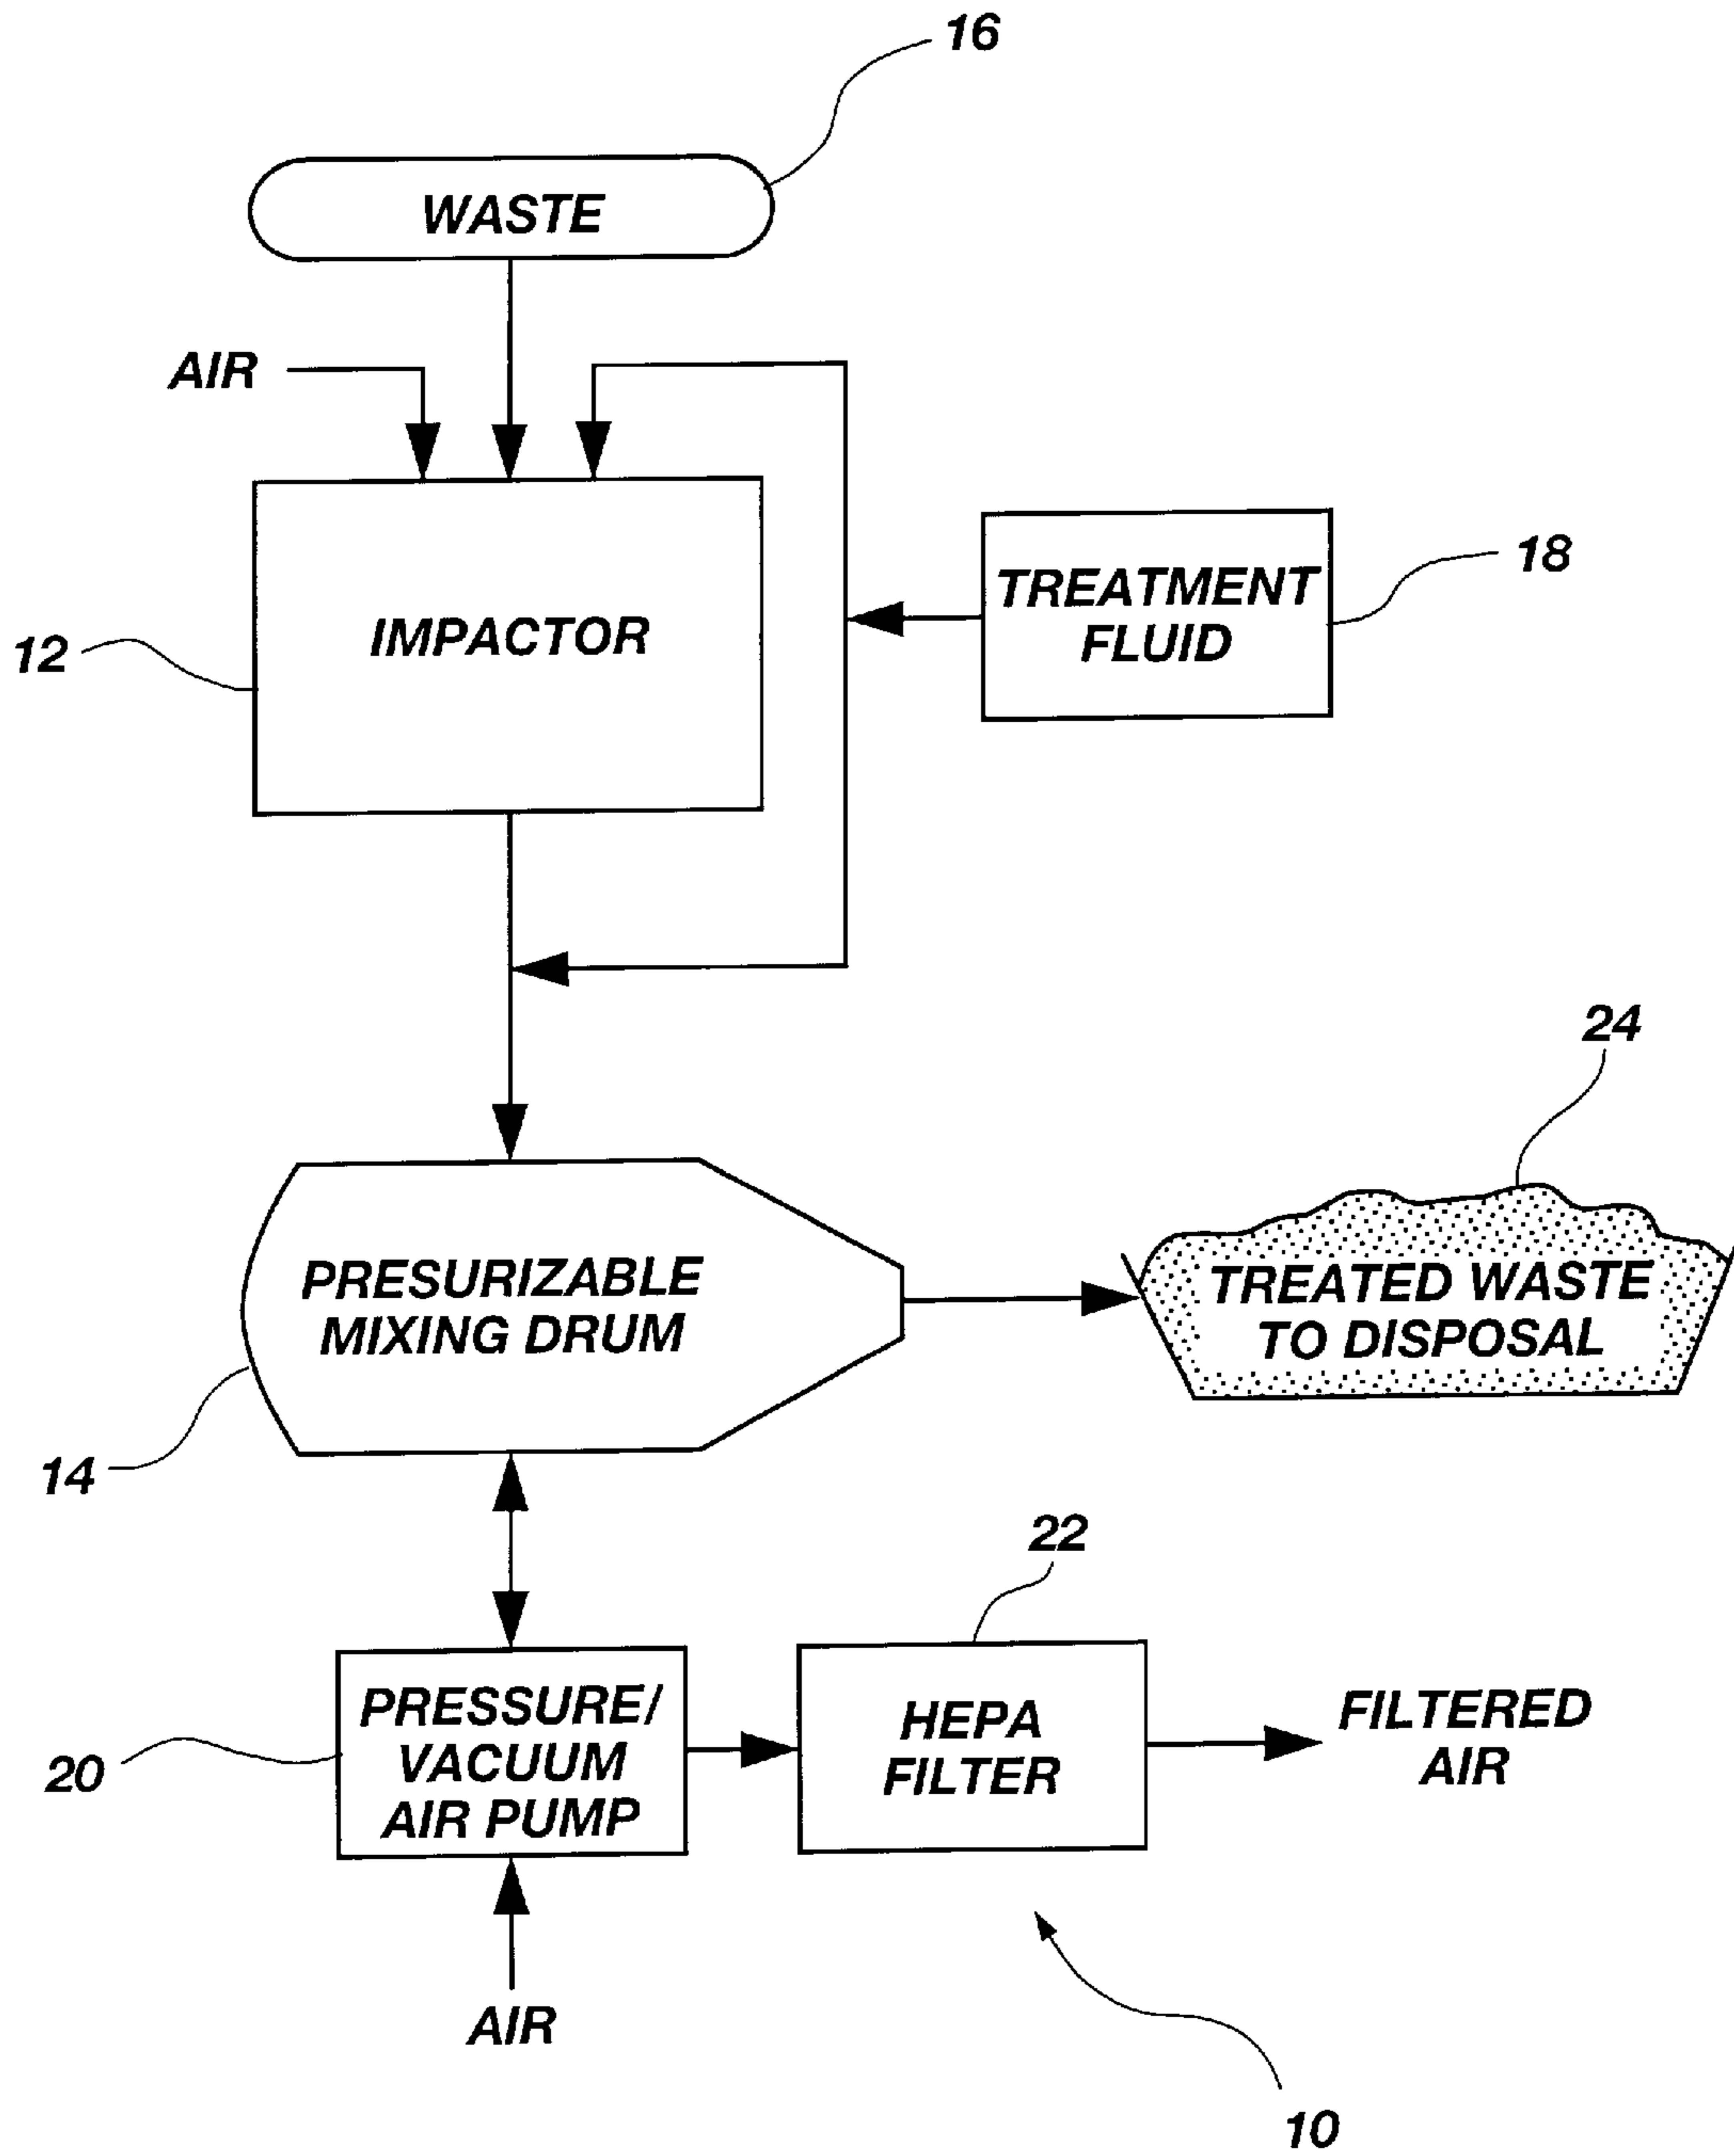 16
WASTE
AIR
IMPACTOR
12
TREATMENT
FLUID
18
24
PRESURIZABLE
MIXING DRUM
TREATED WASTE
TO DISPOSAL
14
22
PRESSURE/
VACUUM
AIR PUMP
20
HEPA
FILTER
FILTERED
AIR
AIR
10